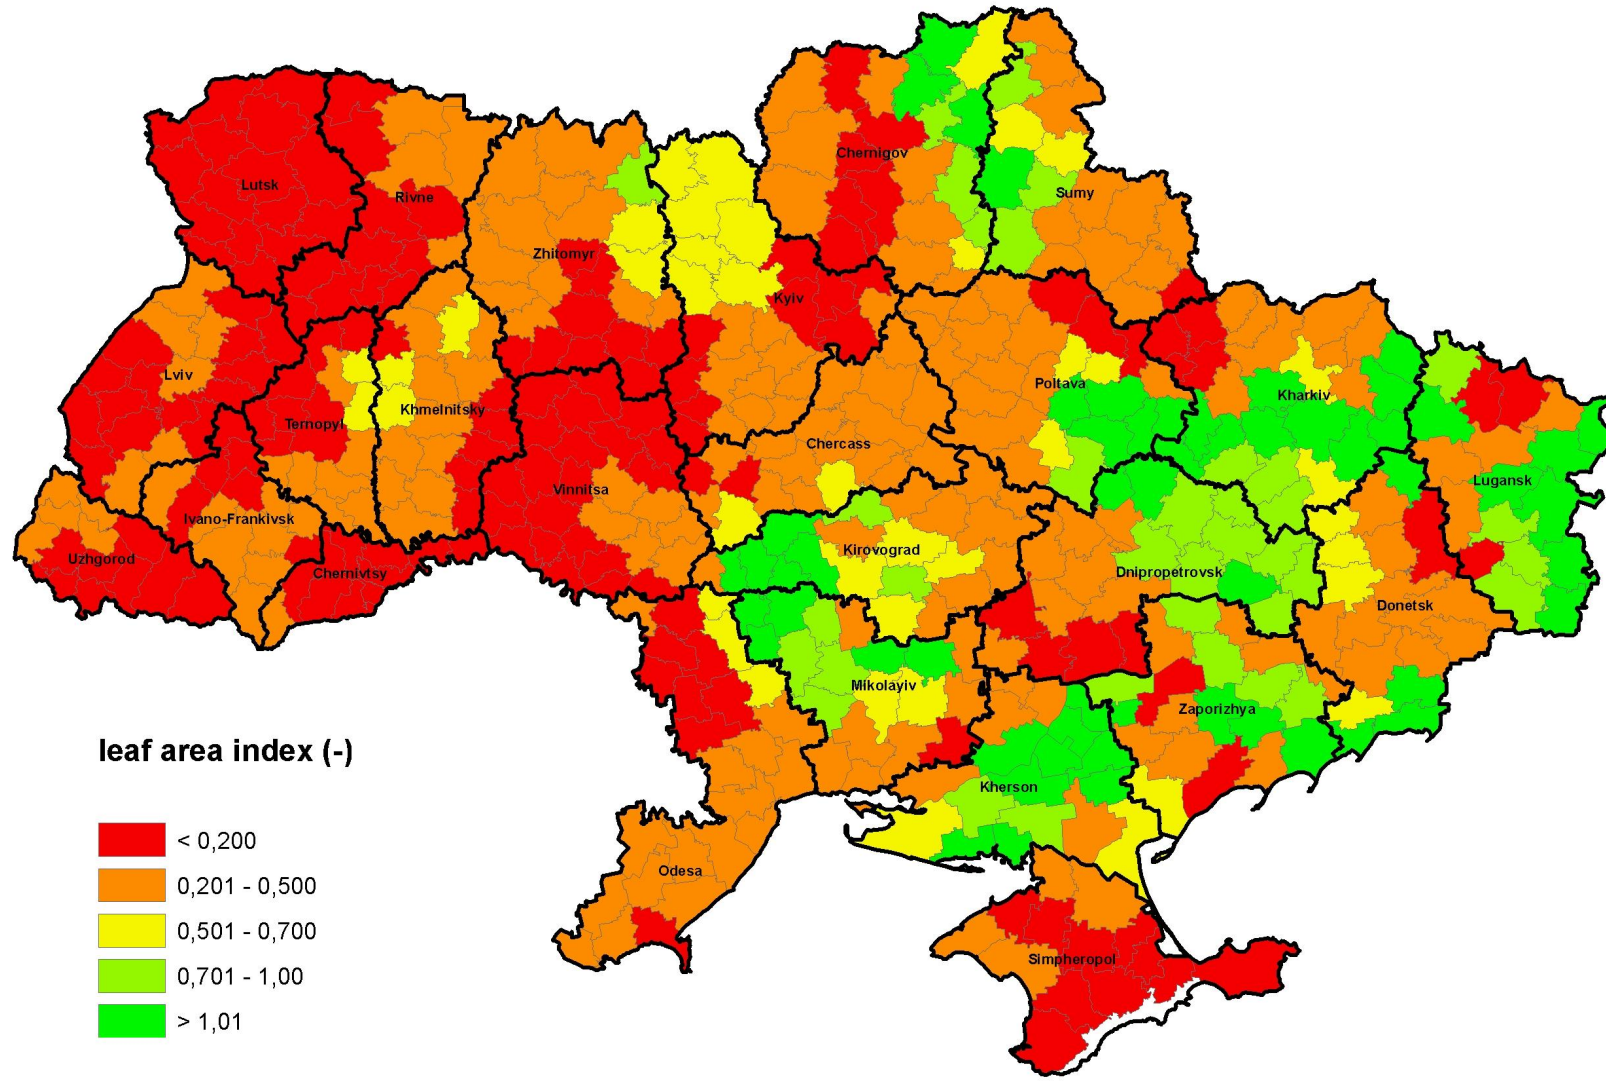 Chernigov
Lutsk
Sumy
Rivne
Zhitomyr
Kyiv
Lviv
Poltava
Kharkiv
Khmelnitsky
Ternopyl
Chercass
Lugansk
Vinnitsa
Ivano-Frankivsk
Kirovograd
Uzhgorod
Chernivtsy
Dnipropetrovsk
Donetsk
Mikolayiv
Zaporizhya
Kherson
Odesa
Simpheropol
leaf area index (-)
< 0,200
0,201 - 0,500
0,501 - 0,700
0,701 - 1,00
> 1,01